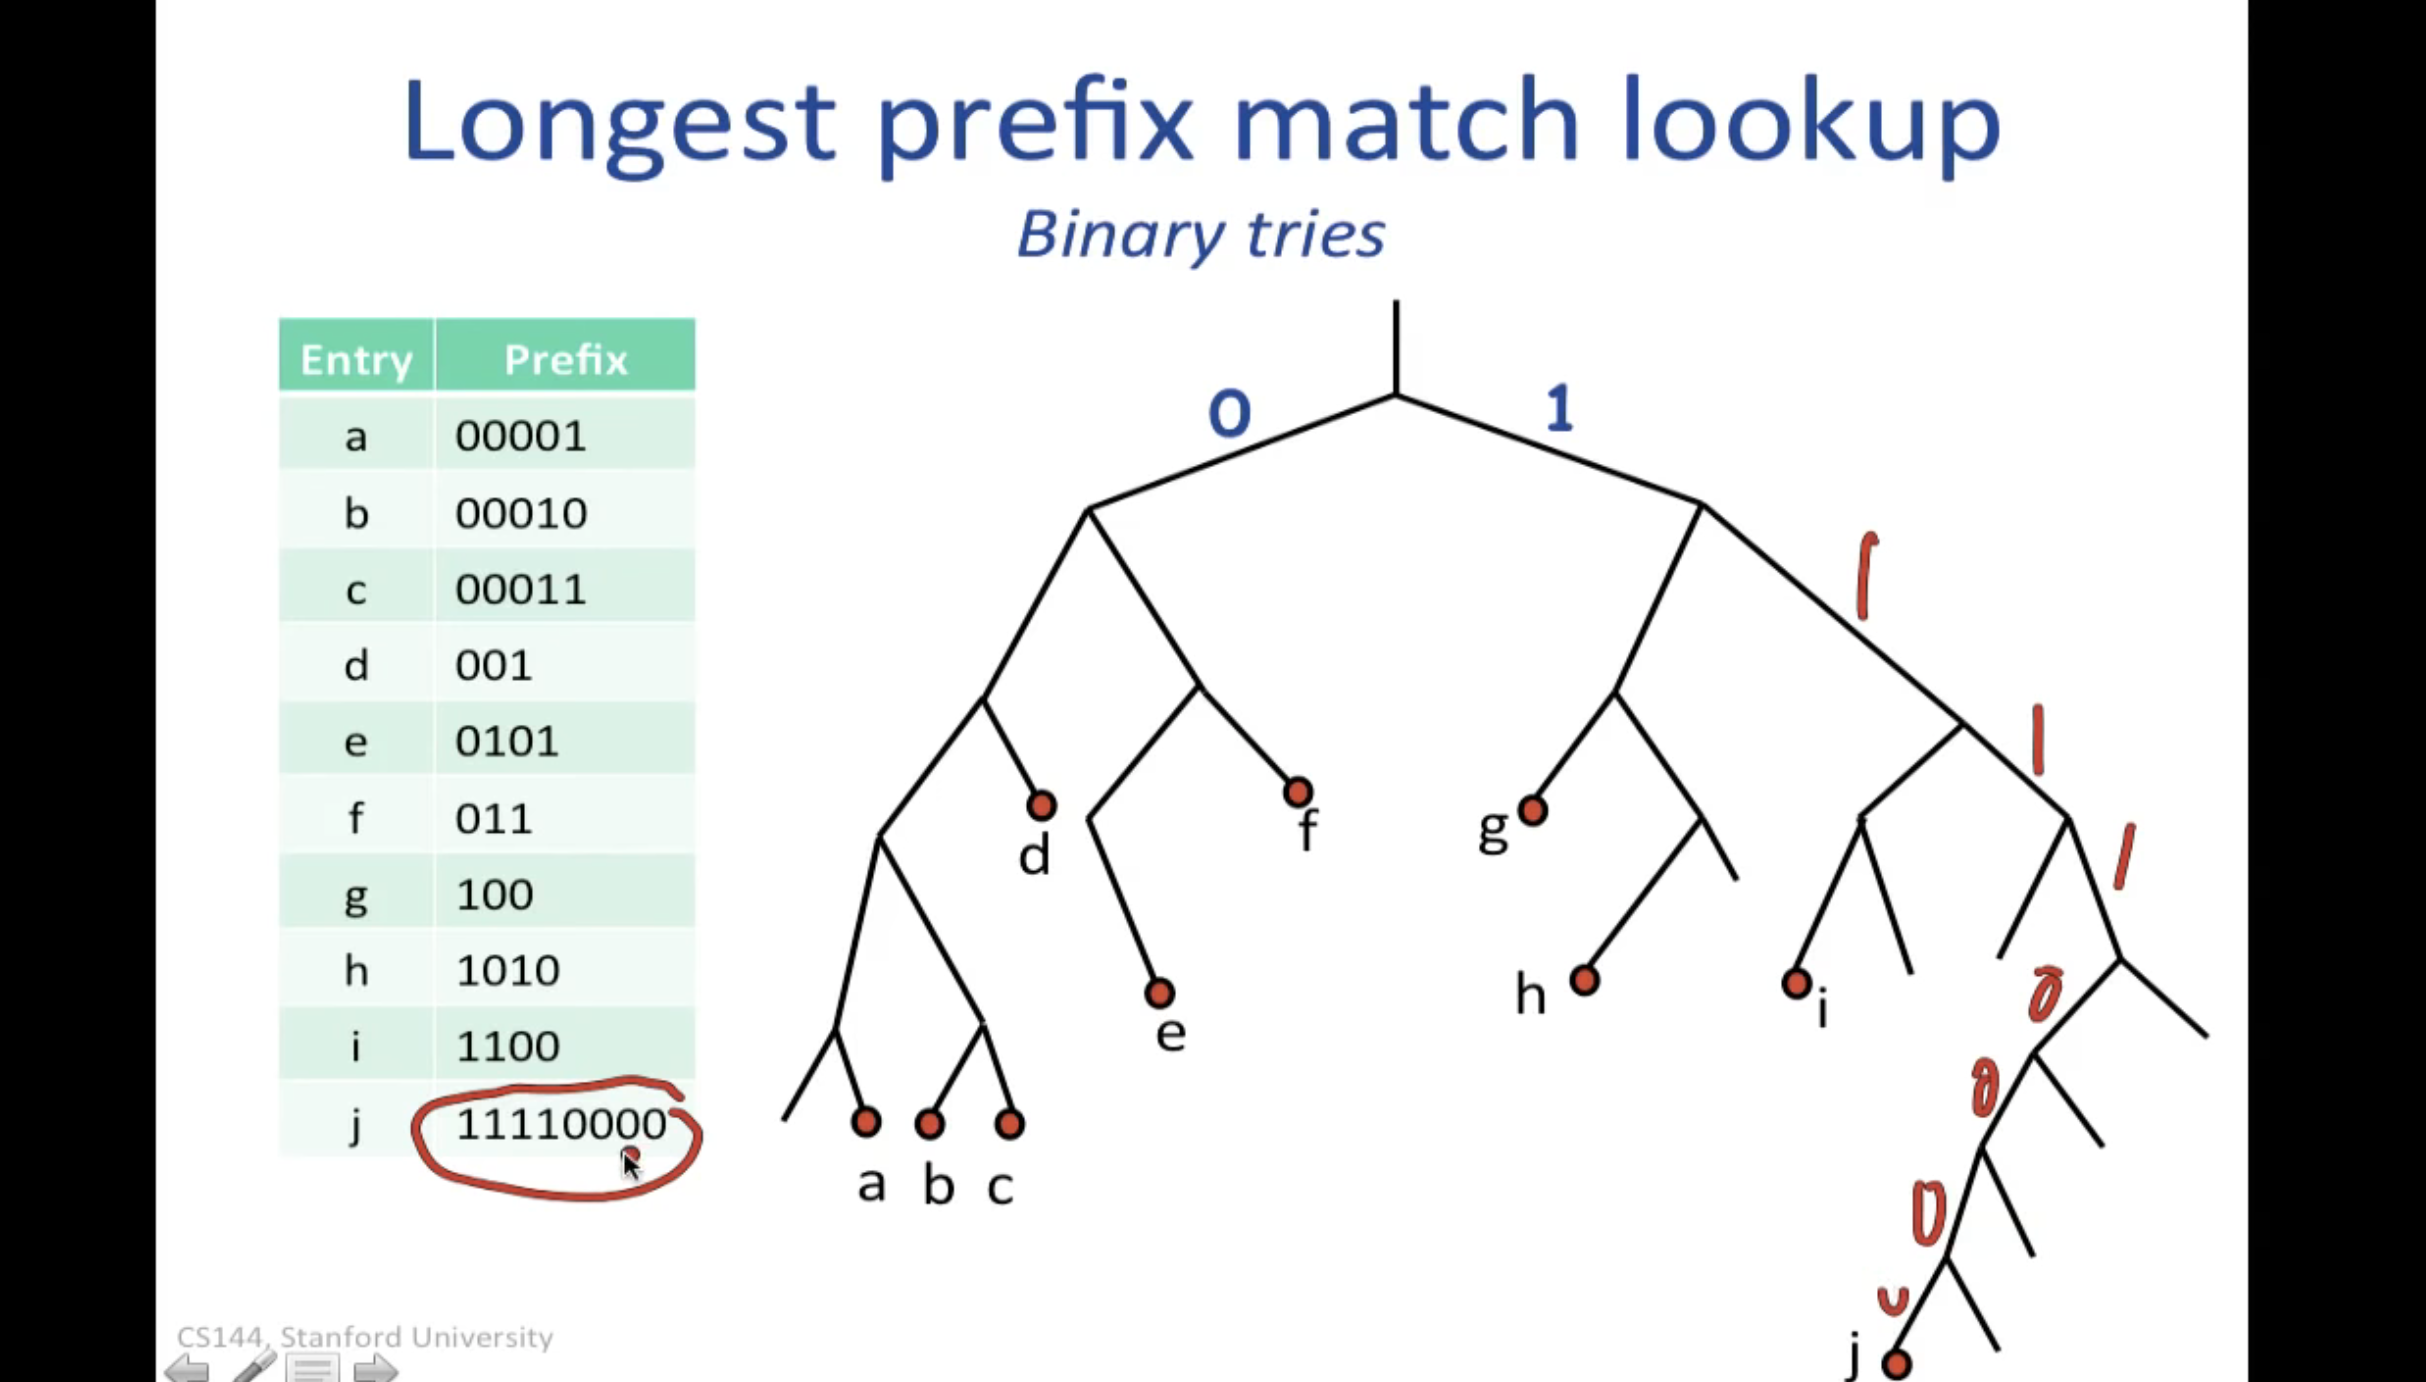 Longest prefix match lookup
Binary tries
Entry Prefix
a 00001
b 00010
c 00011
d 001
e 0101
f 011
g 100
h 1010
i 1100
j 11110000
0 1
1
1
1
0
0
0
d f g
h i
e
a b c
j
CS144, Stanford University